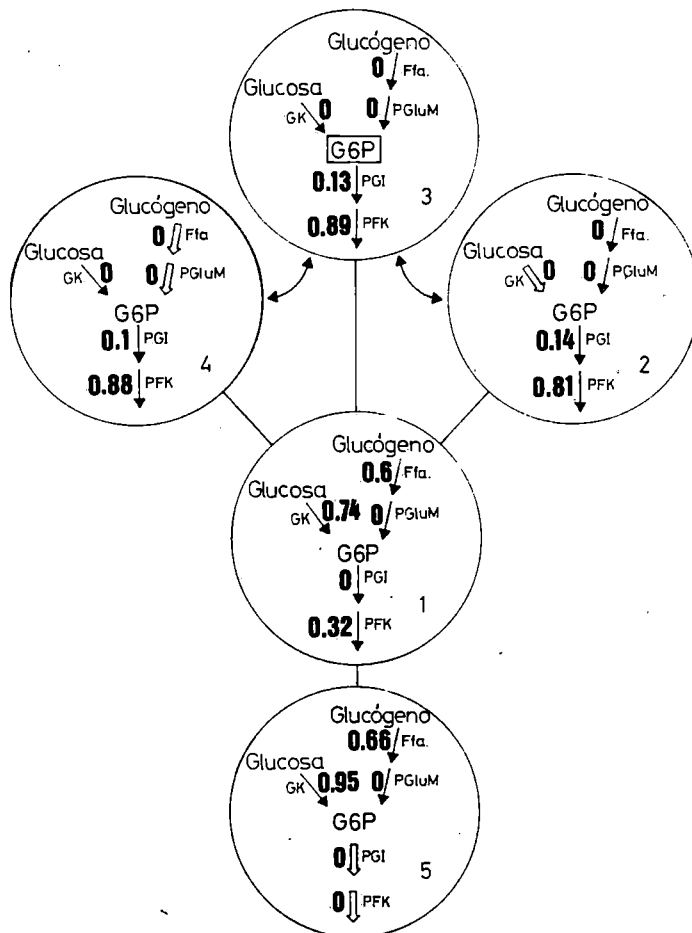 Glucógeno
0 Ffa.
Glucosa
GK 0 0 PGluM
G6P
0.13 PGI
0.89 PFK
3
Glucógeno
0 Ffa
Glucosa
GK 0 0 PGluM
G6P
0.1 PGI
0.88 PFK
4
Glucógeno
0 Ffa.
Glucosa
GK 0 0 PGluM
G6P
0.14 PGI
0.81 PFK
2
Glucógeno
0.6 Ffa.
Glucosa
GK 0.74 0 PGluM
G6P
0 PGI
0.32 PFK
1
Glucógeno
0.66 Ffa.
Glucosa
GK 0.95 0 PGluM
G6P
0 PGI
0 PFK
5